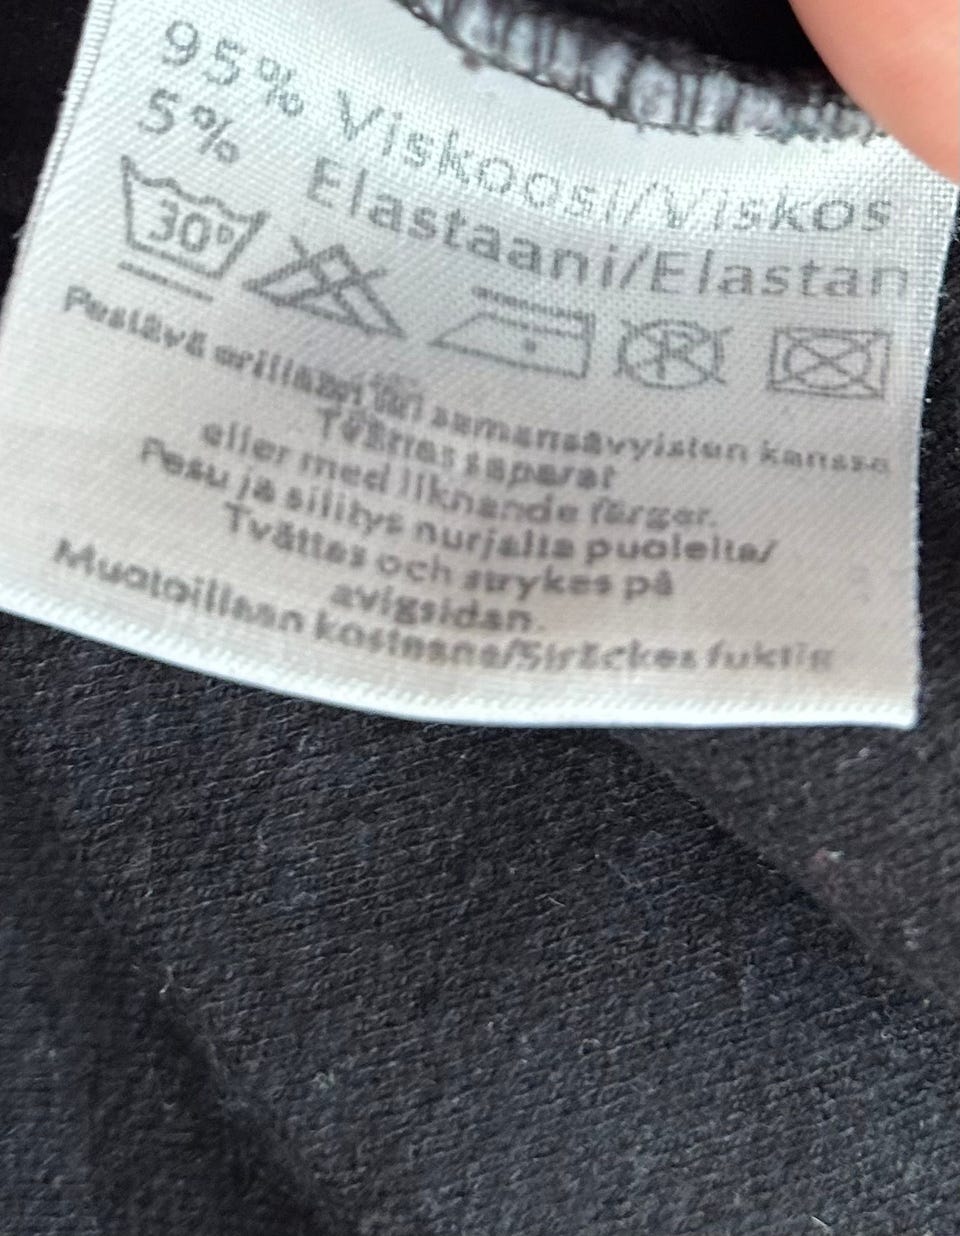 95% Viskoosi/Viskos
5% Elastaani/Elastan
30°
Pestävä erillään tai samansävyisten kanssa
Tvättas separat
eller med liknande färger.
Pesu ja silitys nurjalta puolelta/
Tvättas och strykes på
avigsidan.
Muotoillaan kosteana/Sträckes fuktig